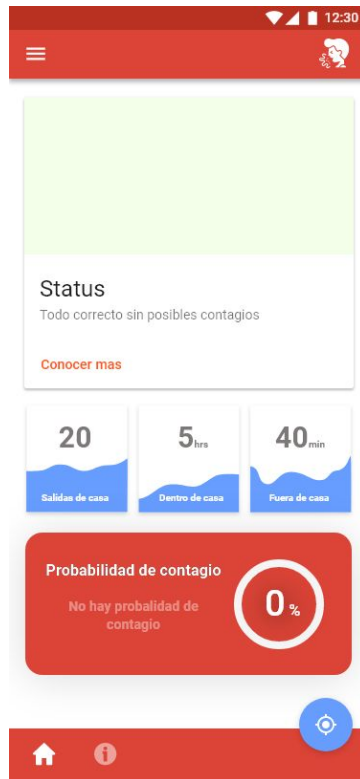 12:30
Status
Todo correcto sin posibles contagios
Conocer mas
20
5hrs
40min
Salidas de casa
Dentro de casa
Fuera de casa
Probabilidad de contagio
No hay probalidad de
contagio
0 %